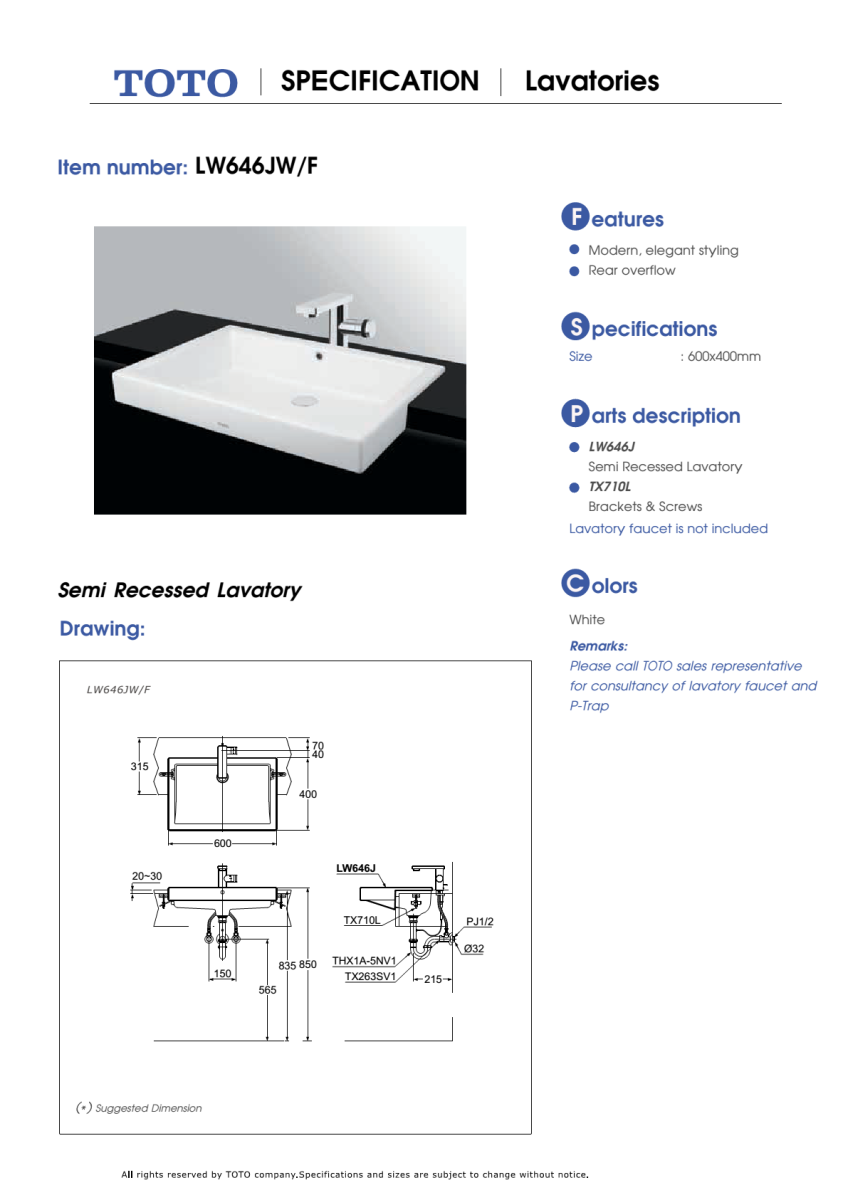 TOTO SPECIFICATION Lavatories
Item number: LW646JW/F
Features
Modern, elegant styling
Rear overflow
Specifications
Size : 600x400mm
Parts description
LW646J
Semi Recessed Lavatory
TX710L
Brackets & Screws
Lavatory faucet is not included
Semi Recessed Lavatory
Drawing:
Colors
White
Remarks:
Please call TOTO sales representative
for consultancy of lavatory faucet and
P-Trap
LW646JW/F
70
40
315
400
600
20~30
LW646J
TX710L
PJ1/2
Ø32
THX1A-5NV1
TX263SV1
215
150
565
835 850
(*) Suggested Dimension
All rights reserved by TOTO company.Specifications and sizes are subject to change without notice.